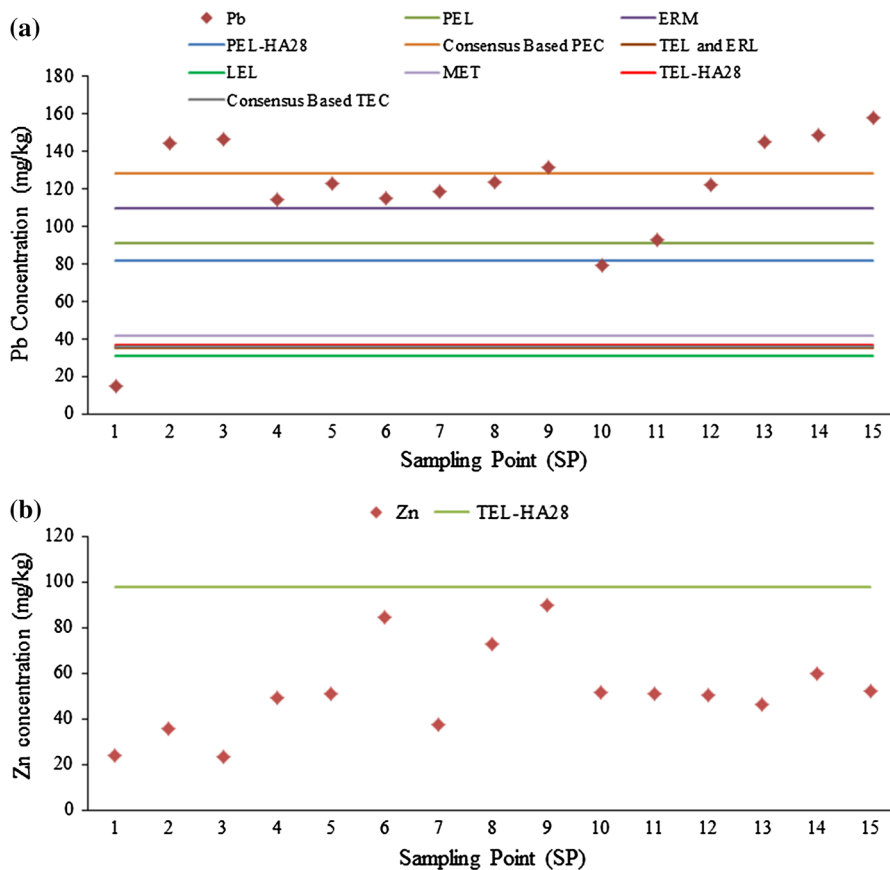 (a)
Pb PEL ERM
PEL-HA28 Consensus Based PEC TEL and ERL
LEL MET TEL-HA28
Consensus Based TEC
Pb Concentration (mg/kg)
180
160
140
120
100
80
60
40
20
0
1 2 3 4 5 6 7 8 9 10 11 12 13 14 15
Sampling Point (SP)
(b)
Zn TEL-HA28
Zn concentration (mg/kg)
120
100
80
60
40
20
0
1 2 3 4 5 6 7 8 9 10 11 12 13 14 15
Sampling Point (SP)